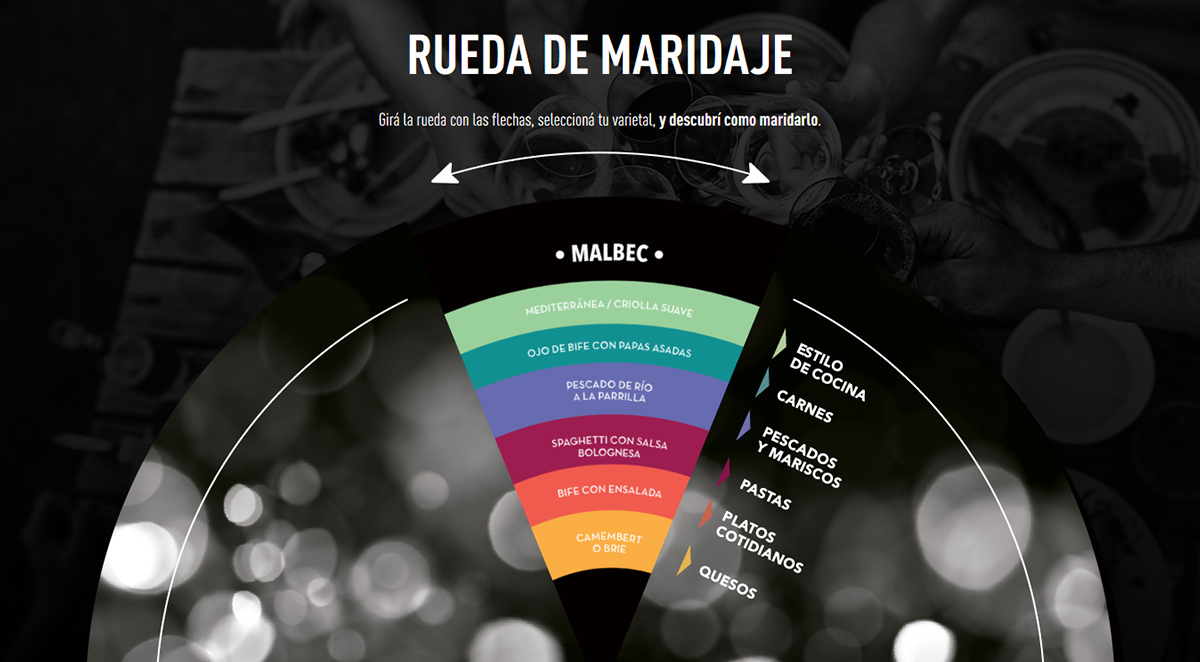 RUEDA DE MARIDAJE
Girá la rueda con las flechas, seleccioná tu varietal, y descubrí como maridarlo.
• MALBEC •
MEDITERRÁNEA / CRIOLLA SUAVE
OJO DE BIFE CON PAPAS ASADAS
PESCADO DE RÍO
A LA PARRILLA
SPAGHETTI CON SALSA
BOLOGNESA
BIFE CON ENSALADA
CAMEMBERT
O BRIE
ESTILO
DE COCINA
CARNES
PESCADOS
Y MARISCOS
PASTAS
PLATOS
COTIDIANOS
QUESOS